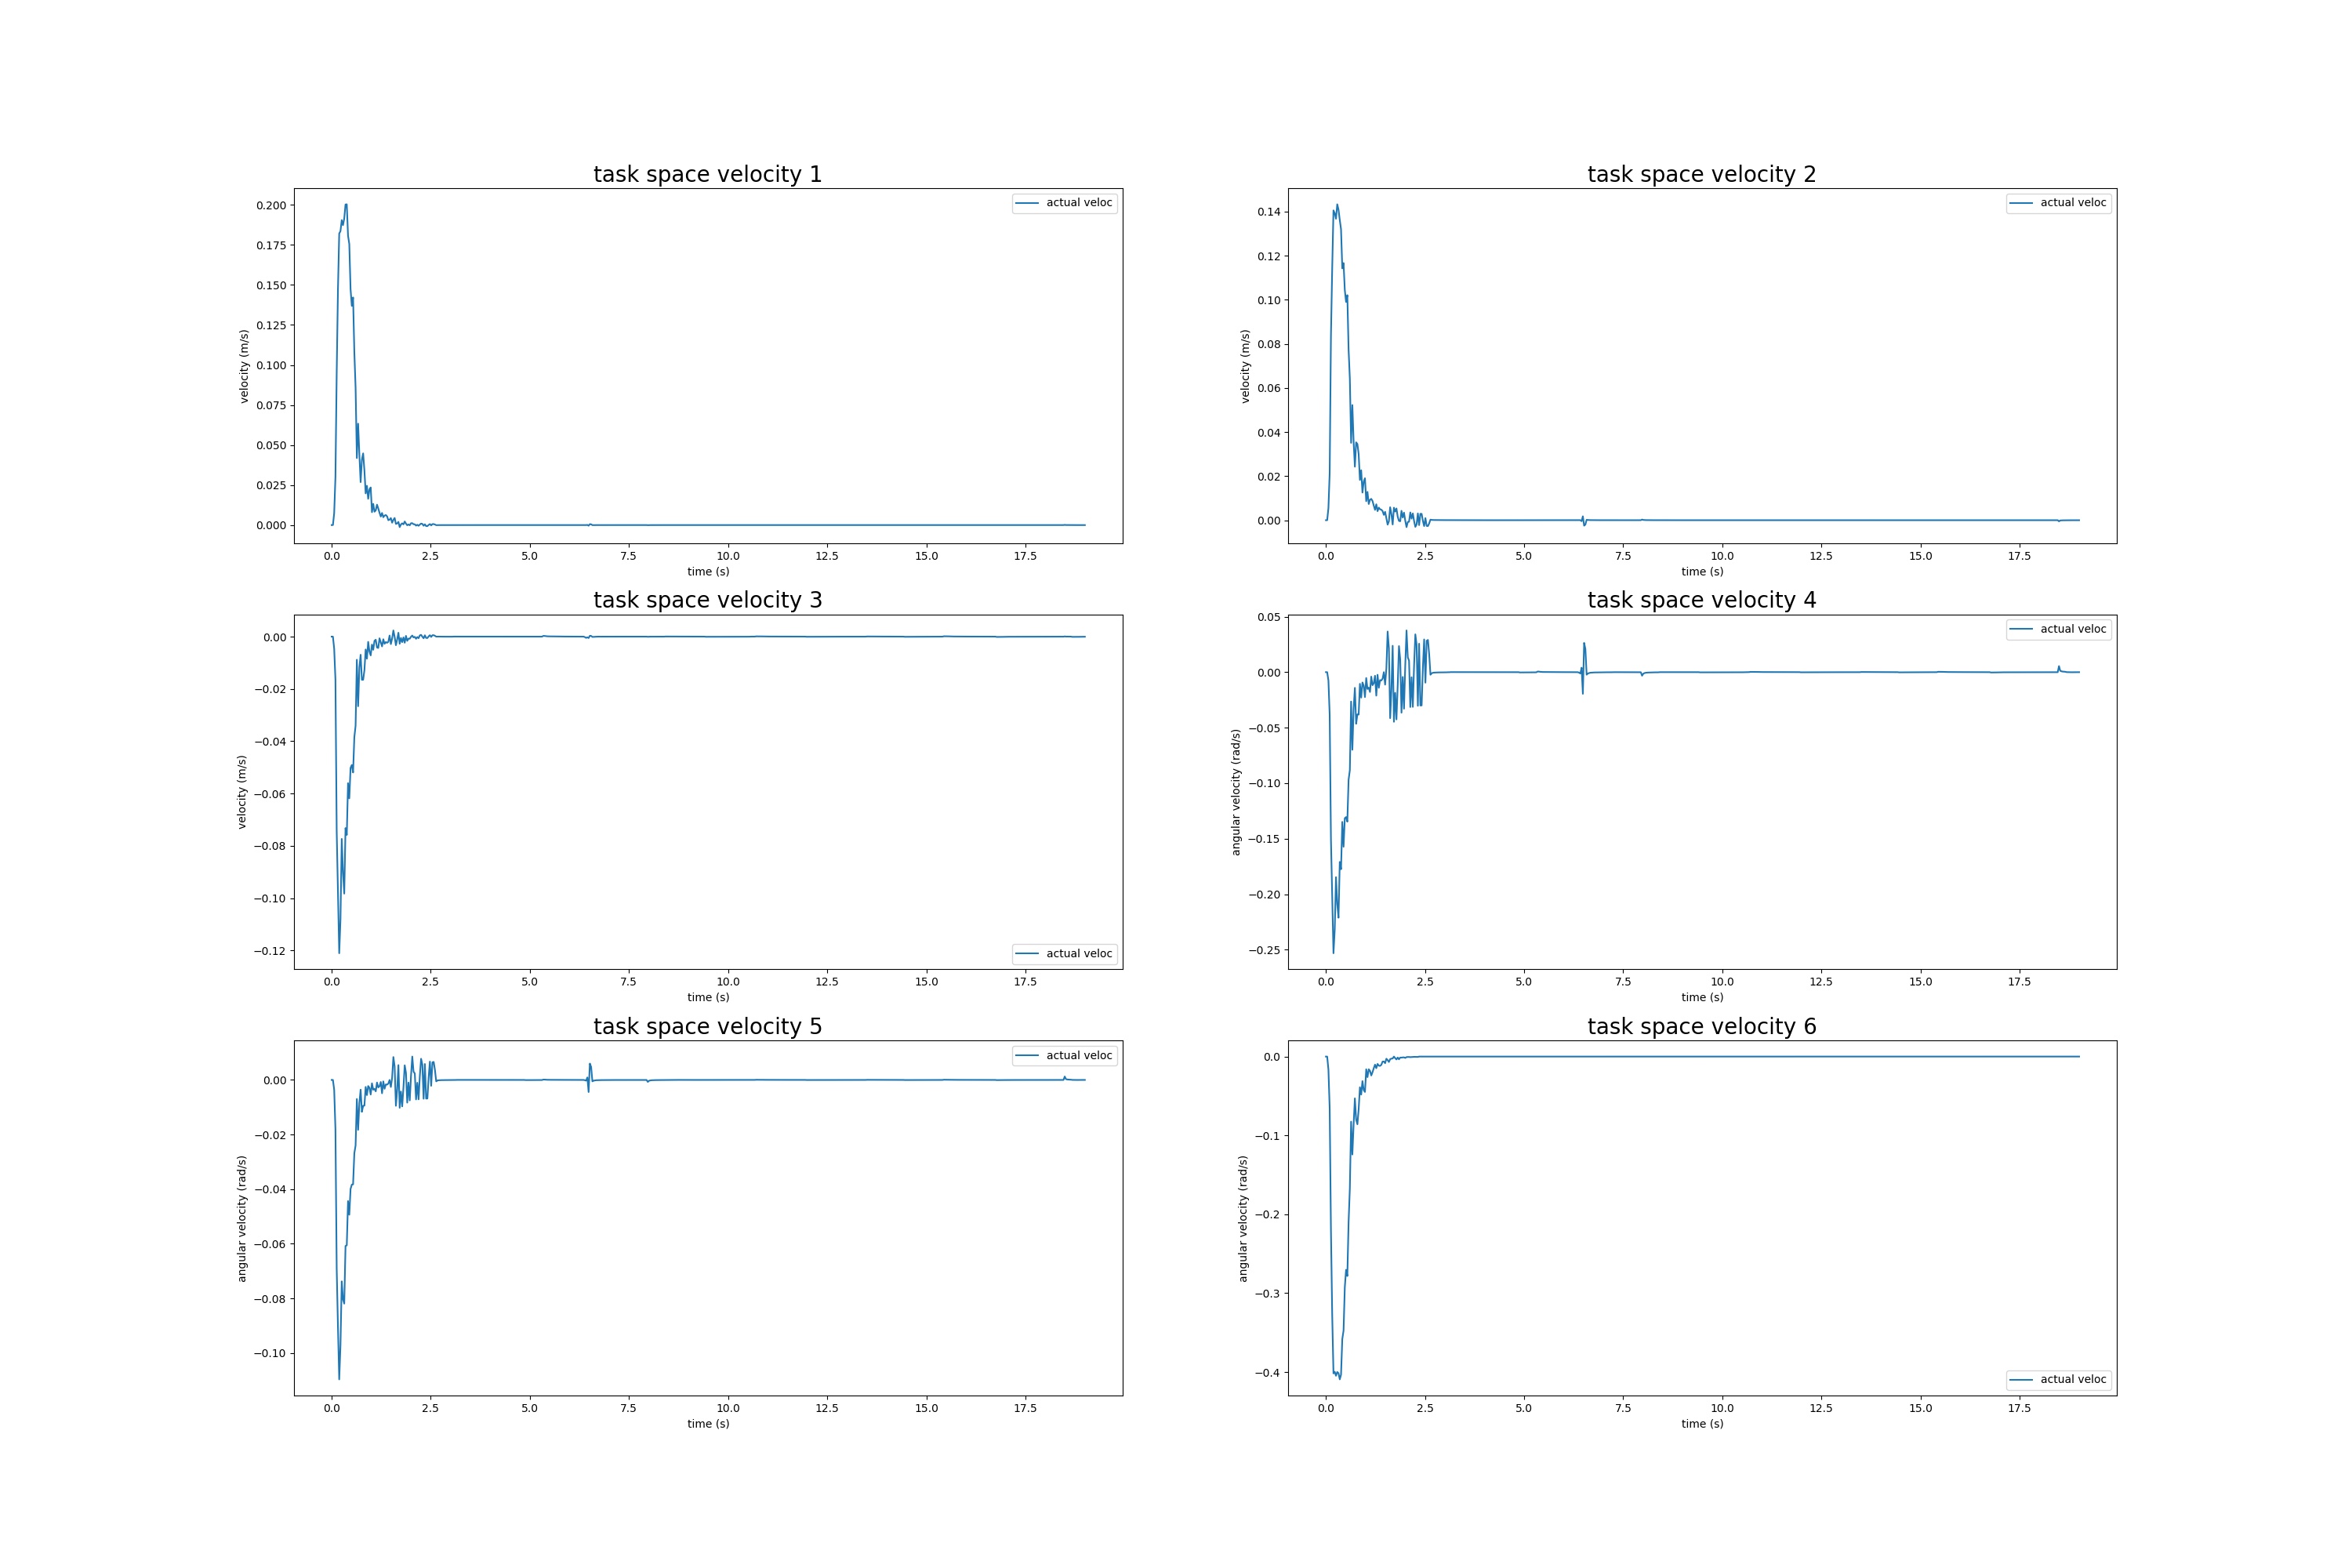 task space velocity 1
actual veloc
0.200
0.175
0.150
0.125
0.100
0.075
0.050
0.025
0.000
velocity (m/s)
0.0 2.5 5.0 7.5 10.0 12.5 15.0 17.5
time (s)
task space velocity 2
actual veloc
0.14
0.12
0.10
0.08
0.06
0.04
0.02
0.00
velocity (m/s)
0.0 2.5 5.0 7.5 10.0 12.5 15.0 17.5
time (s)
task space velocity 3
0.00
−0.02
−0.04
−0.06
−0.08
−0.10
−0.12
velocity (m/s)
actual veloc
0.0 2.5 5.0 7.5 10.0 12.5 15.0 17.5
time (s)
task space velocity 4
actual veloc
0.05
0.00
−0.05
−0.10
−0.15
−0.20
−0.25
angular velocity (rad/s)
0.0 2.5 5.0 7.5 10.0 12.5 15.0 17.5
time (s)
task space velocity 5
actual veloc
0.00
−0.02
−0.04
−0.06
−0.08
−0.10
angular velocity (rad/s)
0.0 2.5 5.0 7.5 10.0 12.5 15.0 17.5
time (s)
task space velocity 6
0.0
−0.1
−0.2
−0.3
−0.4
angular velocity (rad/s)
actual veloc
0.0 2.5 5.0 7.5 10.0 12.5 15.0 17.5
time (s)